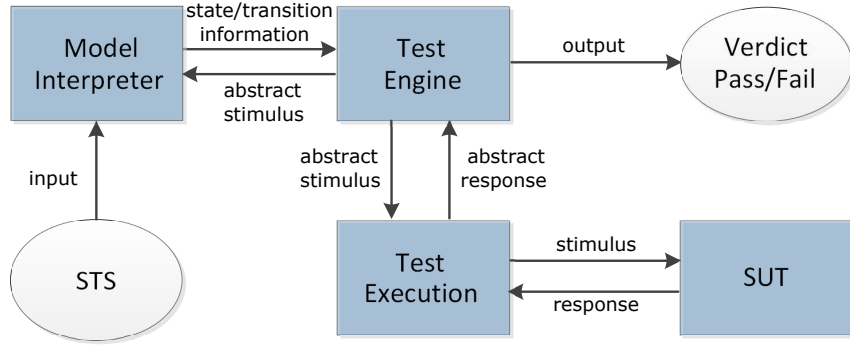 state/transition
information
Model
Interpreter
Test
Engine
output
Verdict
Pass/Fail
abstract
stimulus
input
abstract
stimulus
abstract
response
STS
Test
Execution
stimulus
response
SUT